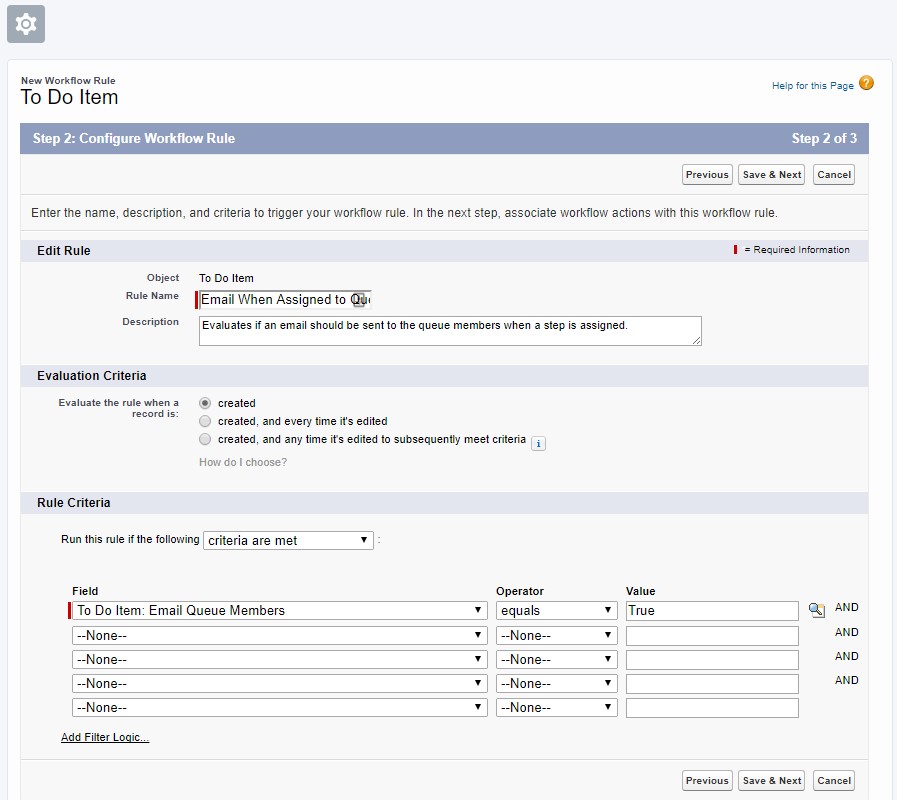 New Workflow Rule
To Do Item
Help for this Page ?
Step 2: Configure Workflow Rule Step 2 of 3
Previous Save & Next Cancel
Enter the name, description, and criteria to trigger your workflow rule. In the next step, associate workflow actions with this workflow rule.
Edit Rule = Required Information
Object To Do Item
Rule Name Email When Assigned to
Description Evaluates if an email should be sent to the queue members when a step is assigned.
Evaluation Criteria
Evaluate the rule when a
record is:
created
created, and every time it's edited
created, and any time it's edited to subsequently meet criteria i
How do I choose?
Rule Criteria
Run this rule if the following criteria are met :
Field Operator Value
To Do Item: Email Queue Members equals True AND
--None-- --None-- AND
--None-- --None-- AND
--None-- --None-- AND
--None-- --None--
Add Filter Logic...
Previous Save & Next Cancel